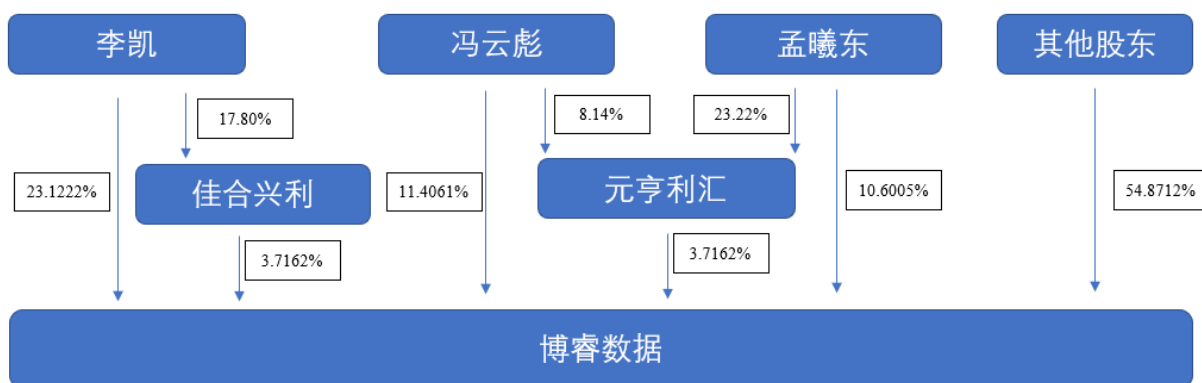 李凯
冯云彪
孟曦东
其他股东
17.80%
8.14%
23.22%
23.1222%
佳合兴利
11.4061%
元亨利汇
10.6005%
54.8712%
3.7162%
3.7162%
博睿数据